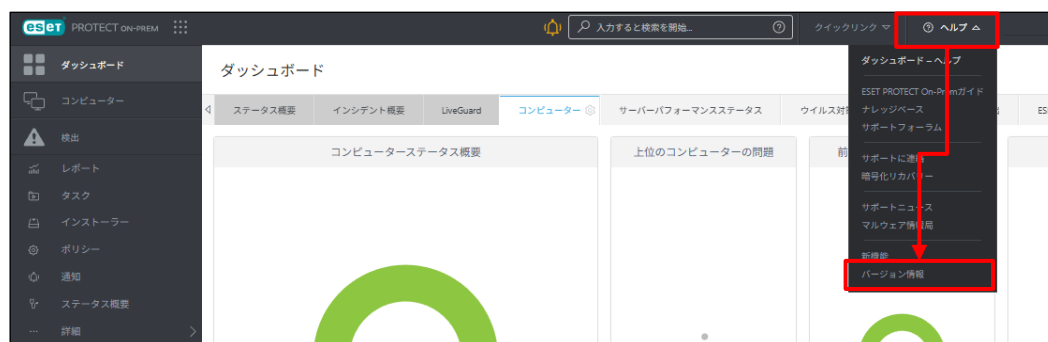 eset PROTECT ON-PREM
入力すると検索を開始...
クイックリンク
ヘルプ
ダッシュボード
コンピューター
検出
レポート
タスク
インストーラー
ポリシー
通知
ステータス概要
詳細
ダッシュボード
ステータス概要
インシデント概要
LiveGuard
コンピューター
サーバーパフォーマンスステータス
ウイルス対
ES
コンピューターステータス概要
上位のコンピューターの問題
前
ダッシュボード – ヘルプ
ESET PROTECT On-Premガイド
ナレッジベース
サポートフォーラム
サポートに連絡
暗号化リカバリー
サポートニュース
マルウェア情報局
新機能
バージョン情報